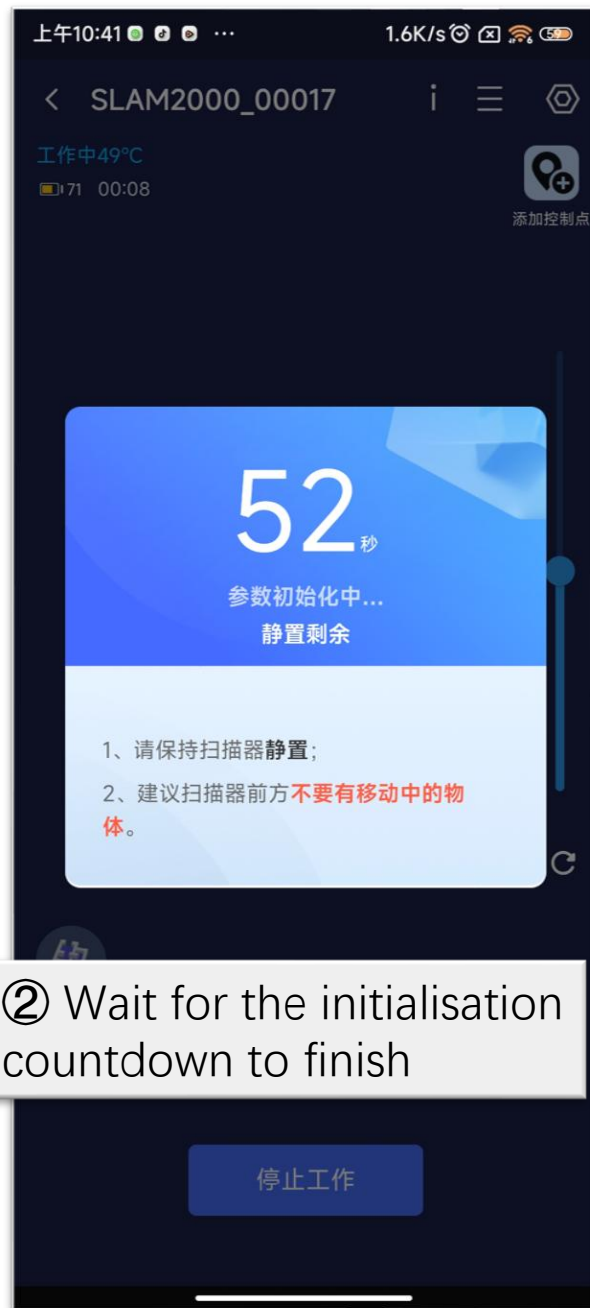 上午10:41 ... 1.6K/s 59
< SLAM2000_00017
工作中49℃
71 00:08
添加控制点
52秒
参数初始化中...
静置剩余
1、请保持扫描器静置;
2、建议扫描器前方不要有移动中的物
体。
② Wait for the initialisation
countdown to finish
停止工作